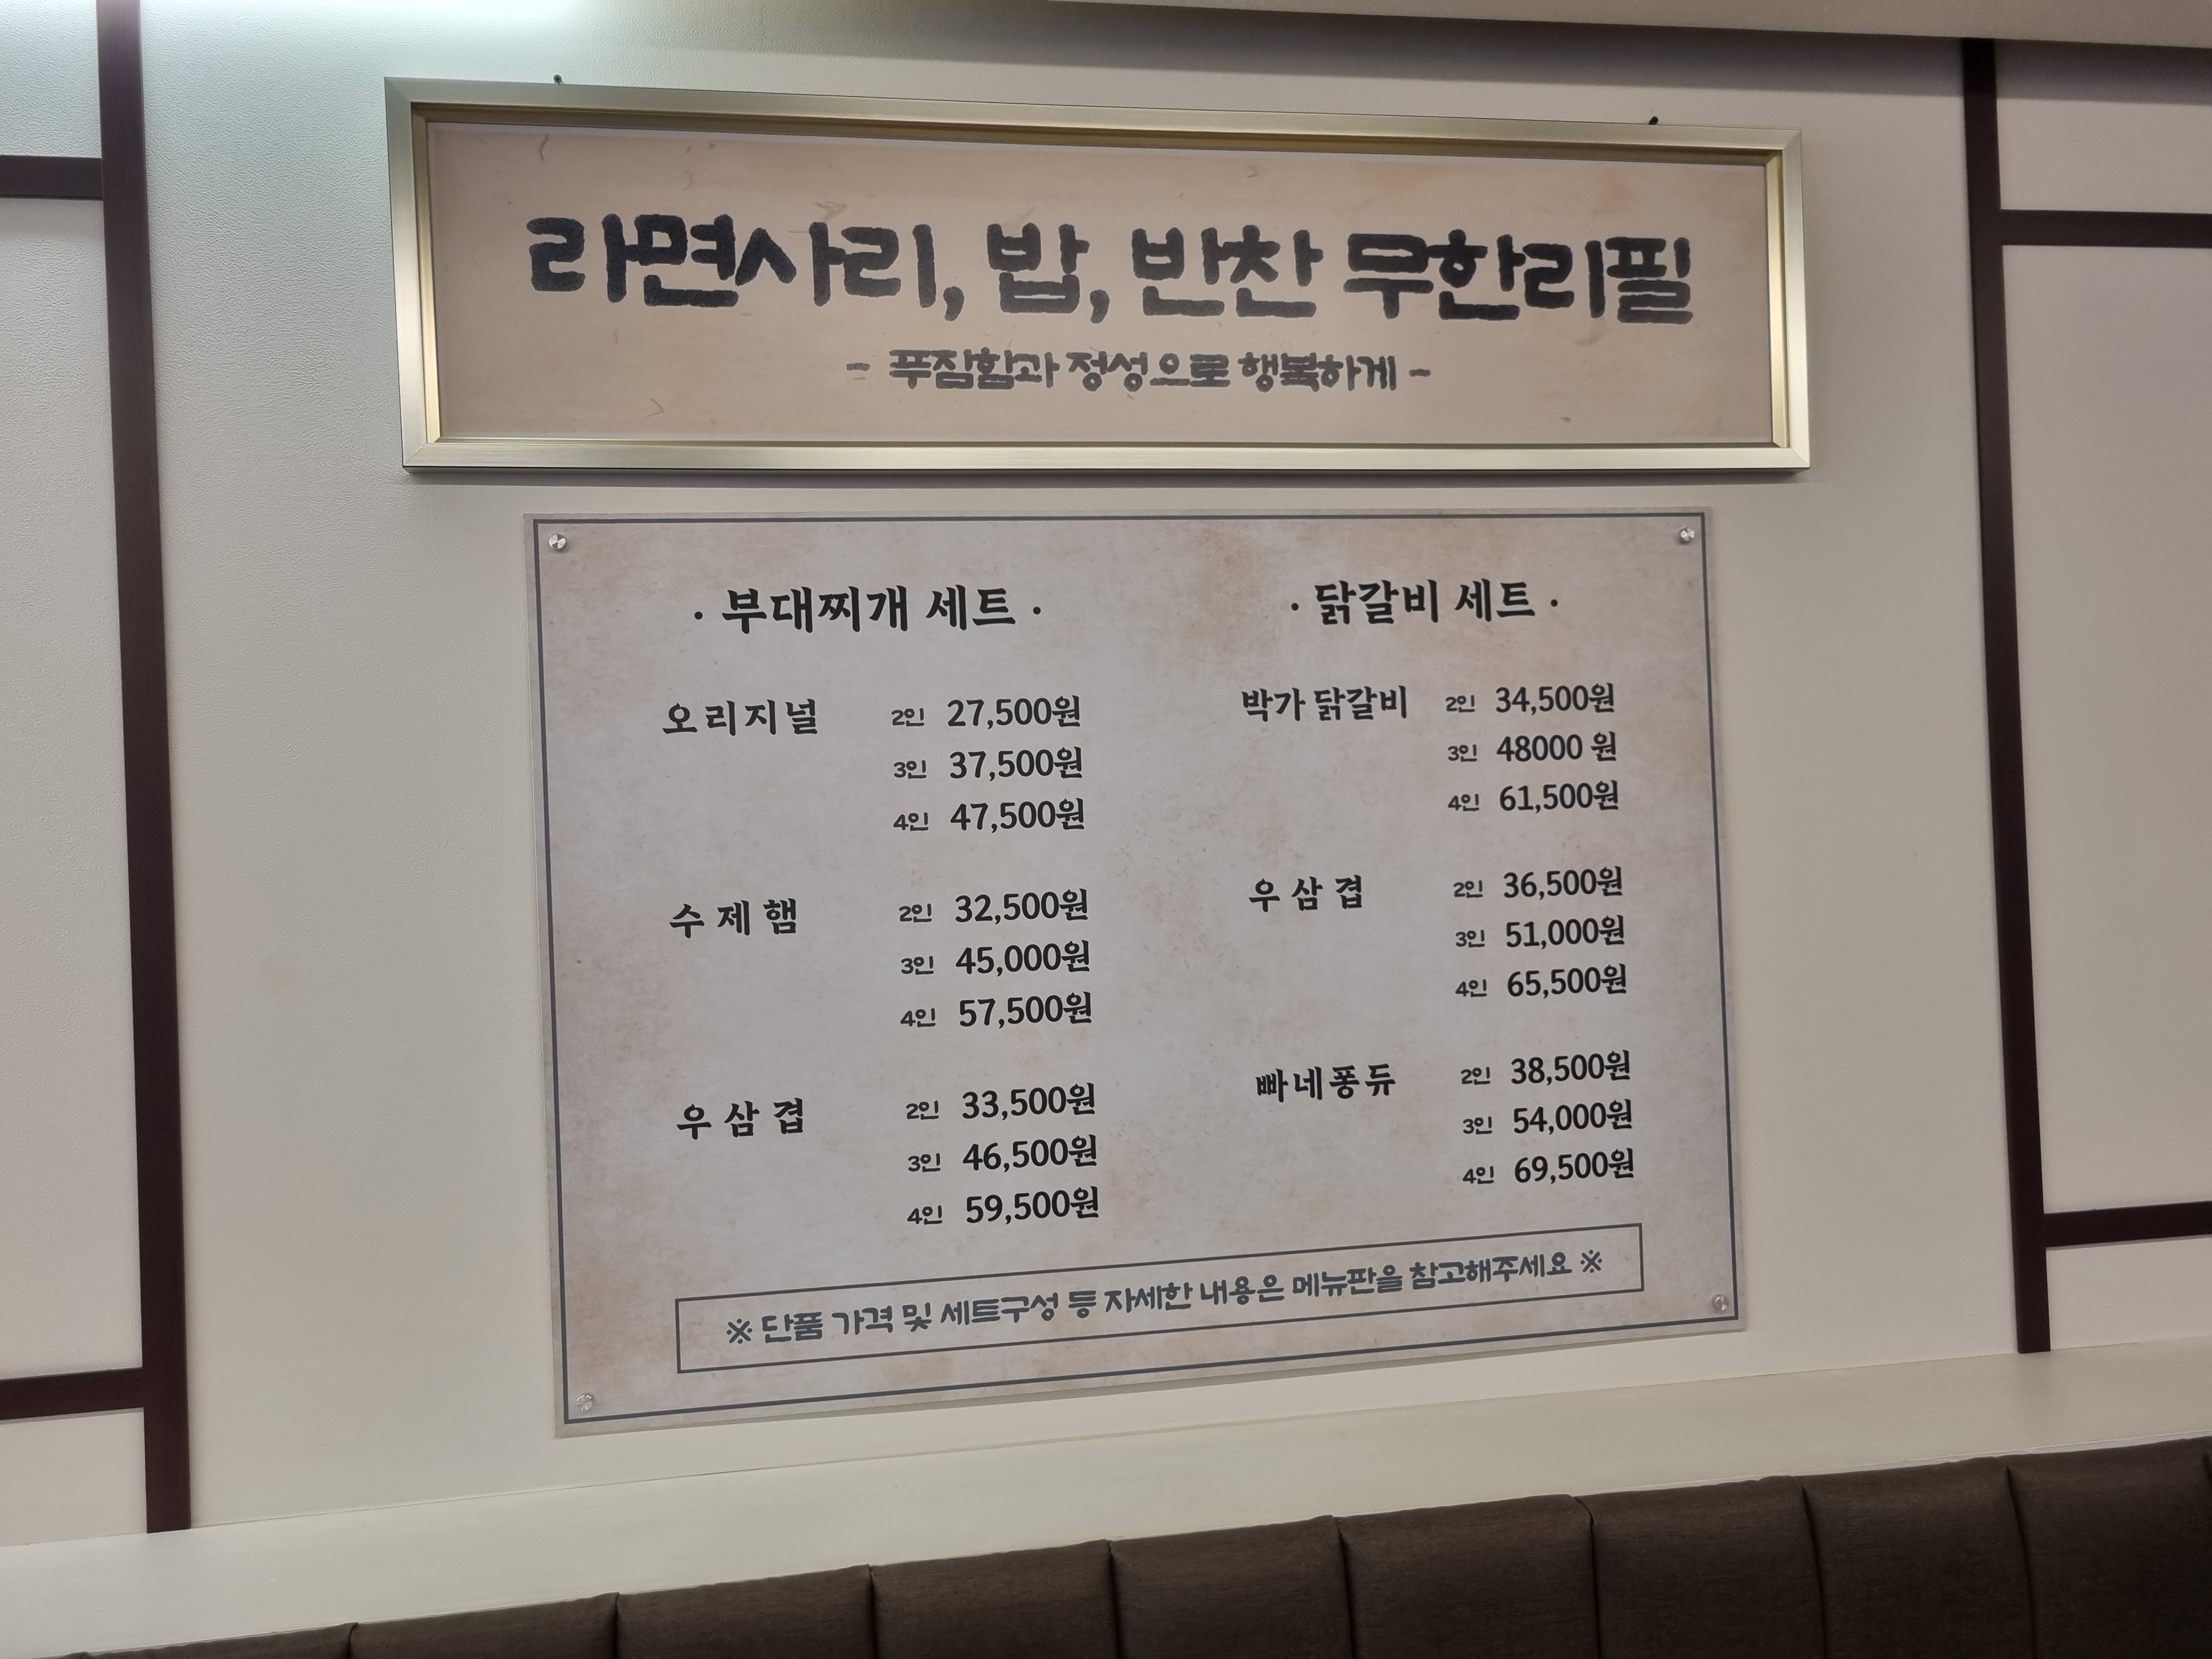 라면사리, 밥, 반찬 무한리필
- 푸짐함과 정성으로 행복하게 -
· 부대찌개 세트 ·
오리지널 2인 27,500원
3인 37,500원
4인 47,500원
수제햄 2인 32,500원
3인 45,000원
4인 57,500원
우삼겹 2인 33,500원
3인 46,500원
4인 59,500원
· 닭갈비 세트 ·
박가 닭갈비 2인 34,500원
3인 48000 원
4인 61,500원
우삼겹 2인 36,500원
3인 51,000원
4인 65,500원
빠네퐁듀 2인 38,500원
3인 54,000원
4인 69,500원
※ 단품 가격 및 세트구성 등 자세한 내용은 메뉴판을 참고해주세요 ※